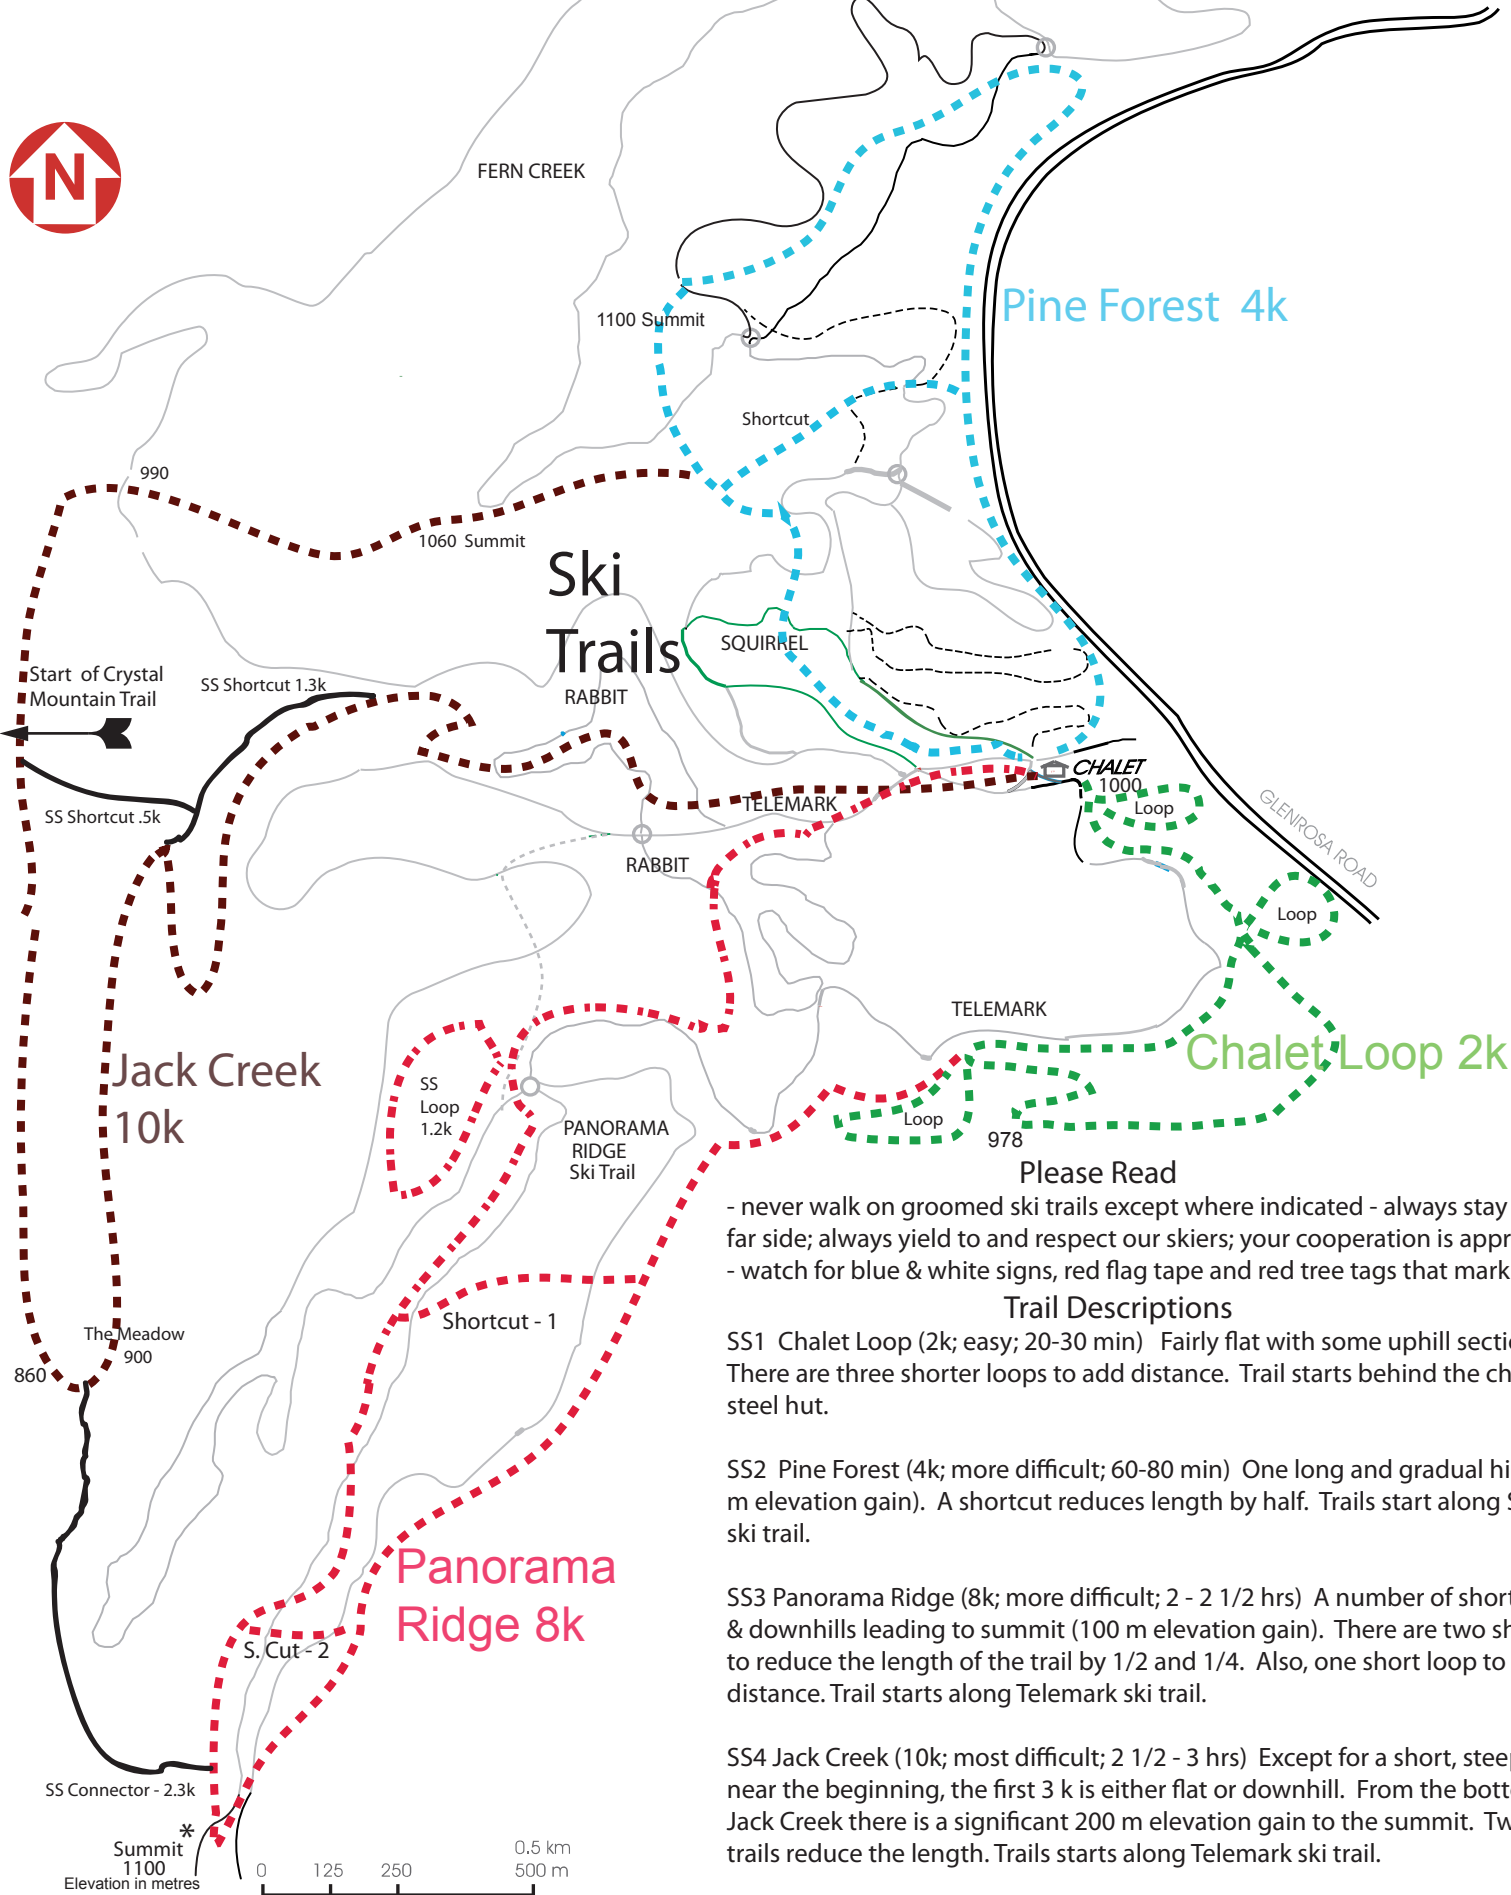 N
FERN CREEK
Pine Forest 4k
1100 Summit
Shortcut
990
1060 Summit
Ski
Trails
SQUIRREL
Start of Crystal
Mountain Trail
SS Shortcut 1.3k
RABBIT
CHALET
1000
Loop
TELEMARK
SS Shortcut .5k
GLENROSA ROAD
RABBIT
Loop
TELEMARK
Chalet Loop 2k
Jack Creek
10k
SS
Loop
1.2k
PANORAMA
RIDGE
Ski Trail
Loop
978
Shortcut - 1
The Meadow
900
860
Panorama
Ridge 8k
S. Cut - 2
SS Connector - 2.3k
*
Summit
1100
Elevation in metres
0.5 km
0 125 250 500 m
Please Read
- never walk on groomed ski trails except where indicated - always stay
far side; always yield to and respect our skiers; your cooperation is appr
- watch for blue & white signs, red flag tape and red tree tags that mark
Trail Descriptions
SS1 Chalet Loop (2k; easy; 20-30 min) Fairly flat with some uphill sectio
There are three shorter loops to add distance. Trail starts behind the ch
steel hut.
SS2 Pine Forest (4k; more difficult; 60-80 min) One long and gradual hi
m elevation gain). A shortcut reduces length by half. Trails start along S
ski trail.
SS3 Panorama Ridge (8k; more difficult; 2 - 2 1/2 hrs) A number of short
& downhills leading to summit (100 m elevation gain). There are two sh
to reduce the length of the trail by 1/2 and 1/4. Also, one short loop to
distance. Trail starts along Telemark ski trail.
SS4 Jack Creek (10k; most difficult; 2 1/2 - 3 hrs) Except for a short, steep
near the beginning, the first 3 k is either flat or downhill. From the botto
Jack Creek there is a significant 200 m elevation gain to the summit. Tw
trails reduce the length. Trails starts along Telemark ski trail.